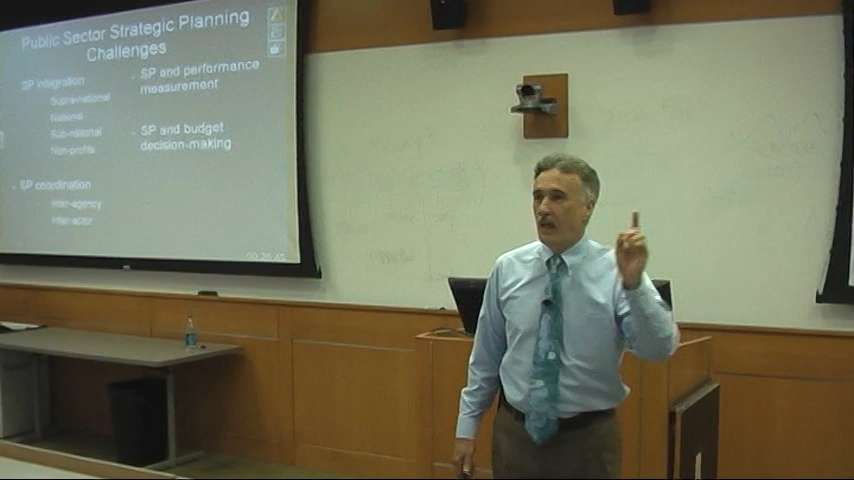 Public Sector Strategic Planning
Challenges
SP integration
Supra-national
National
Sub-national
Non-profits
SP coordination
Inter-agency
Inter-actor
- SP and performance
measurement
- SP and budget
decision-making